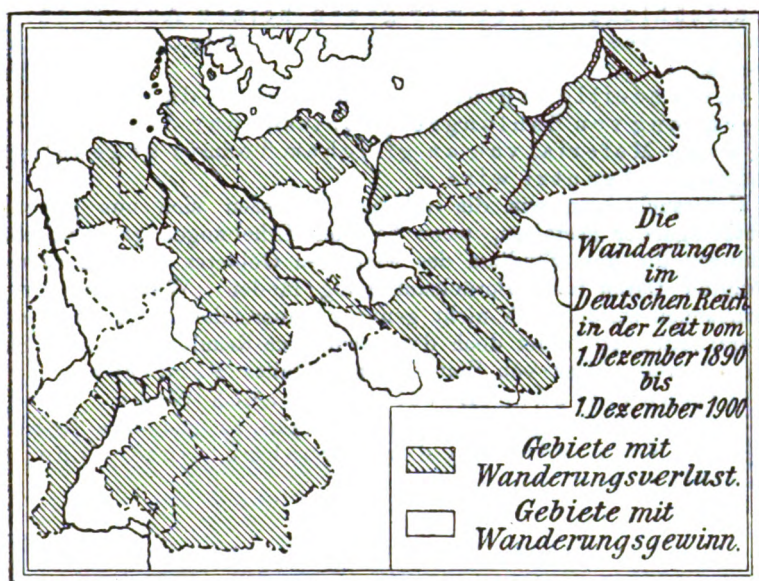 Die
Wanderungen
im
Deutschen Reich
in der Zeit vom
1. Dezember 1890
bis
1. Dezember 1900
Gebiete mit
Wanderungsverlust.
Gebiete mit
Wanderungsgewinn.